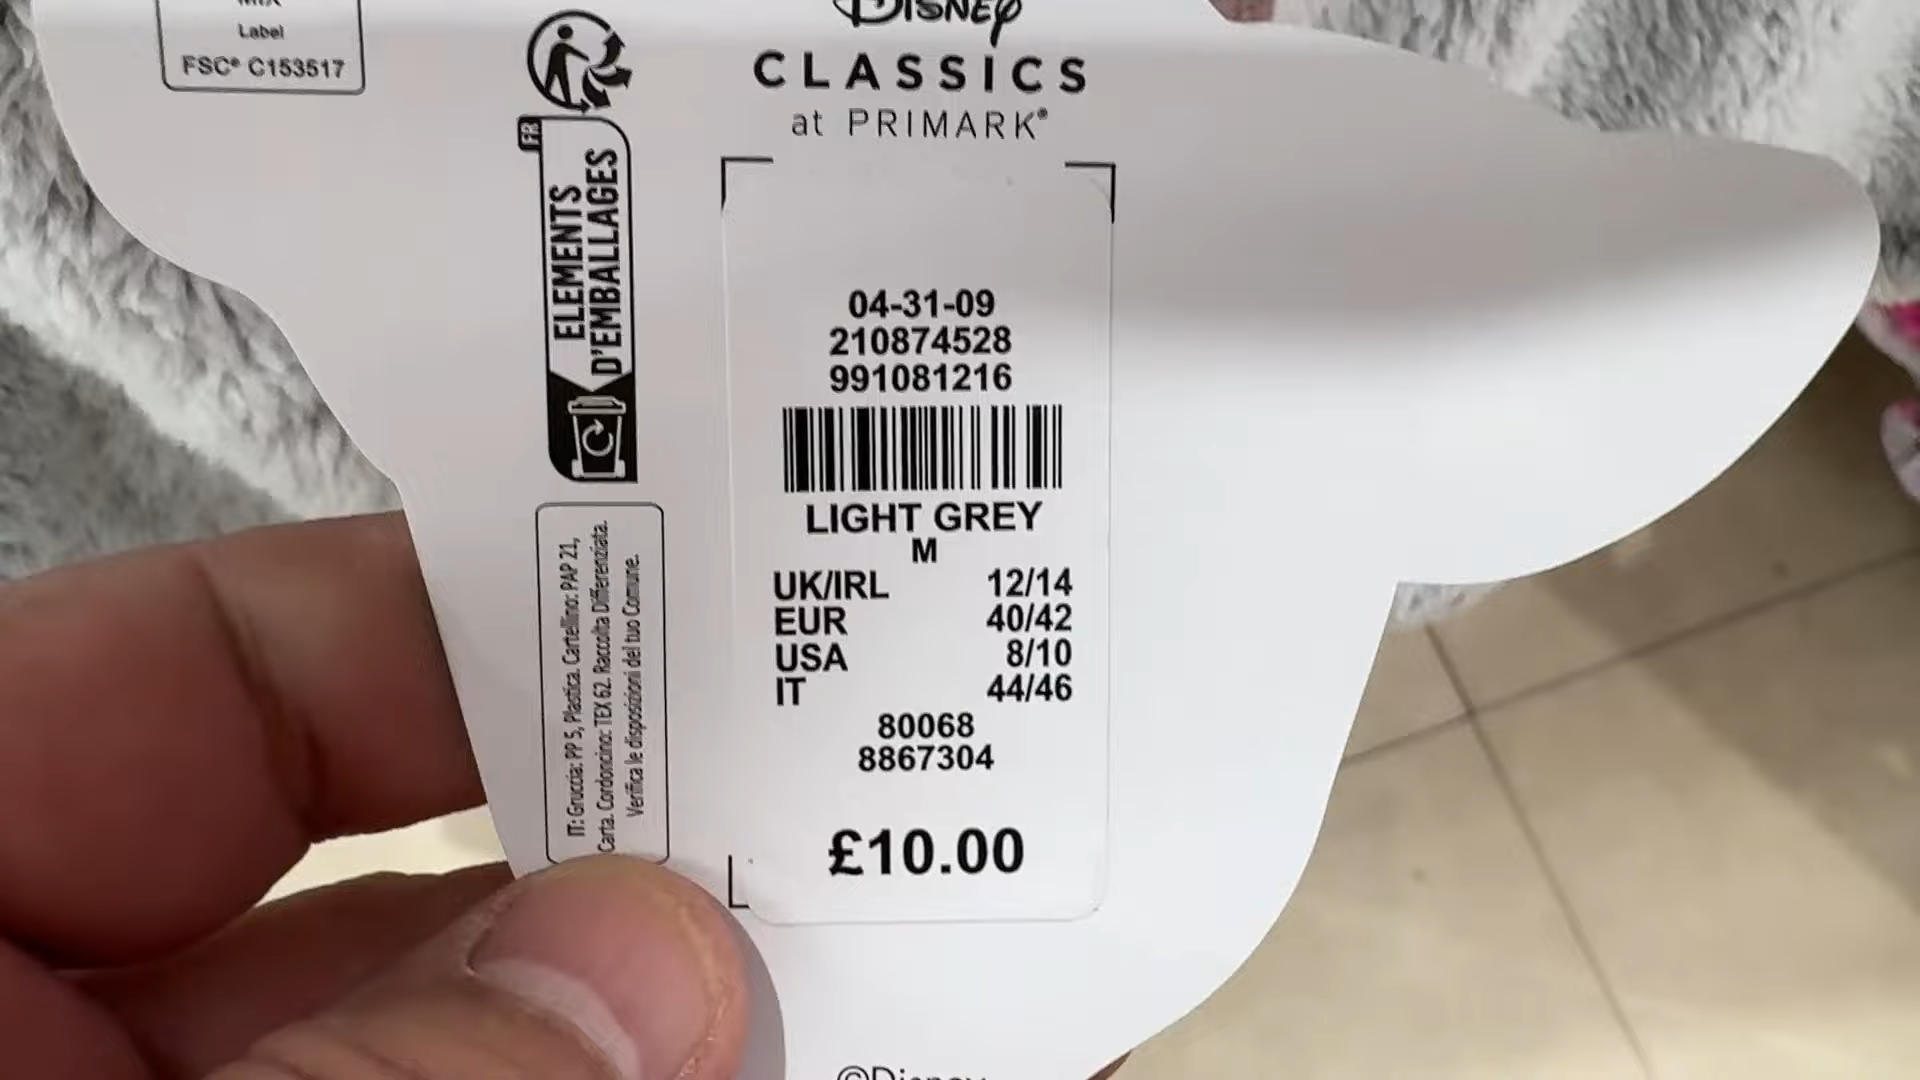 Label
FSC® C153517
FR
ELEMENTS
D'EMBALLAGES
IT: Gruccia: PP 5, Plastica. Cartellino: PAP 21,
Carta. Cordoncino: TEX 62. Raccolta Differenziata.
Verifica le disposizioni del tuo Comune.
DISNEY
CLASSICS
at PRIMARK®
04-31-09
210874528
991081216
LIGHT GREY
M
UK/IRL 12/14
EUR 40/42
USA 8/10
IT 44/46
80068
8867304
£10.00
©Disney